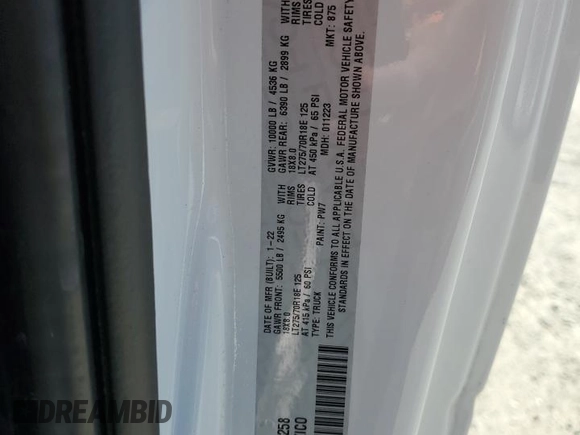 DATE OF MFR (BUILT): 1-22 GVWR: 10000 LB / 4536 KG
GAWR FRONT: 5500 LB / 2495 KG WITH GAWR REAR: 6390 LB / 2899 KG WITH
18X8.0 RIMS 18X8.0 RIMS
LT275/70R18E 125 TIRES LT275/70R18E 125 TIRES
AT 415 kPa / 60 PSI COLD AT 450 kPa / 65 PSI COLD
TYPE: TRUCK PAINT: PW7 MDH: 011223 MKT: 875
THIS VEHICLE CONFORMS TO ALL APPLICABLE U.S.A. FEDERAL MOTOR VEHICLE SAFETY
STANDARDS IN EFFECT ON THE DATE OF MANUFACTURE SHOWN ABOVE.
258
DREAMBID